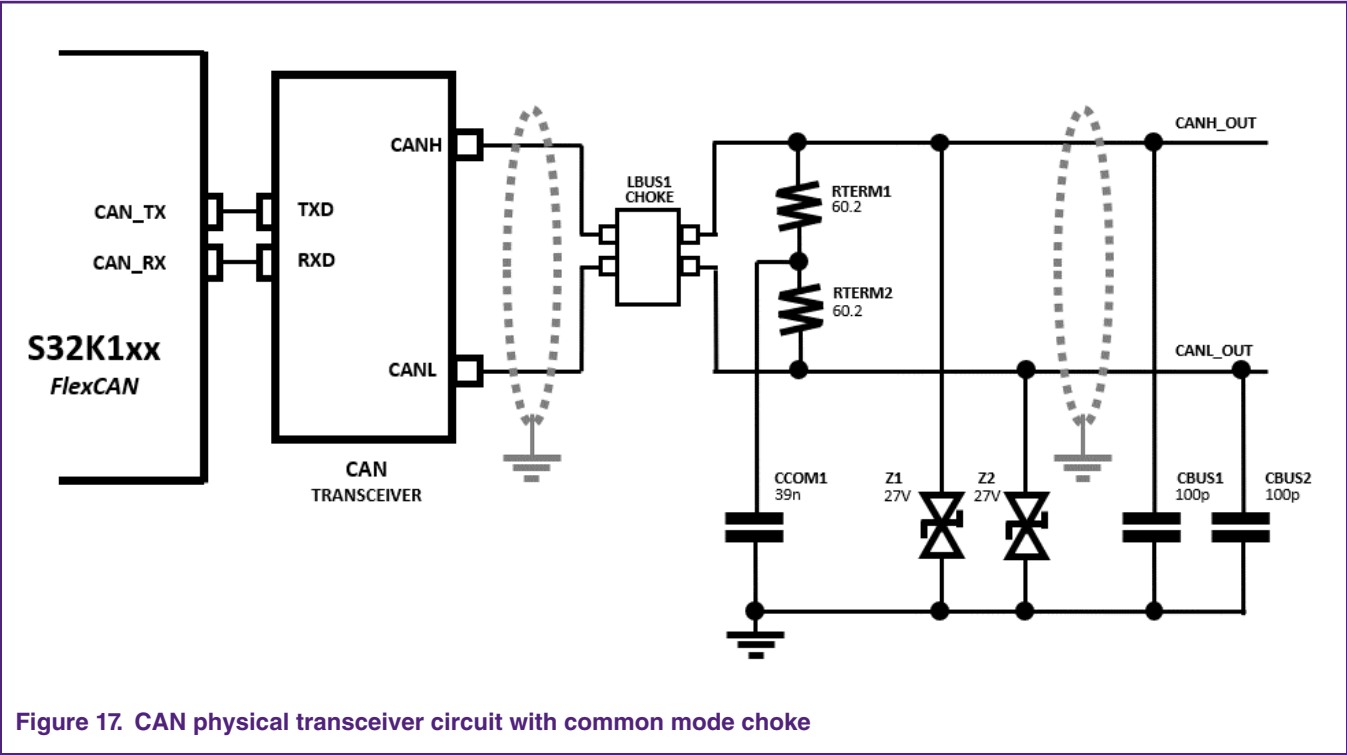 CANH_OUT
CANH
LBUS1
CHOKE
RTERM1
60.2
CAN_TX
TXD
CAN_RX
RXD
RTERM2
60.2
S32K1xx
FlexCAN
CANL_OUT
CANL
CAN
TRANSCEIVER
CCOM1
39n
Z1
27V
Z2
27V
CBUS1
100p
CBUS2
100p
Figure 17. CAN physical transceiver circuit with common mode choke